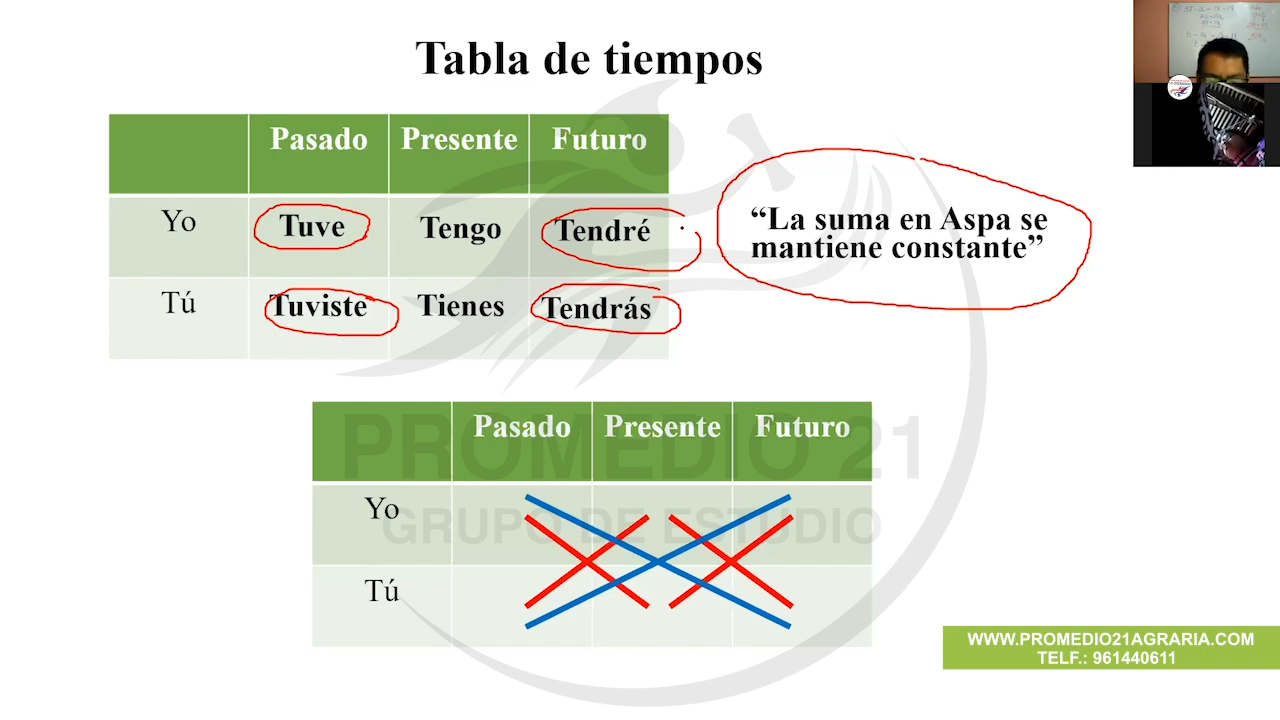 Tabla de tiempos
Pasado Presente Futuro
Yo Tuve Tengo Tendré
Tú Tuviste Tienes Tendrás
“La suma en Aspa se
mantiene constante”
Pasado Presente Futuro
Yo
Tú
PROMEDIO 21
GRUPO DE ESTUDIO
WWW.PROMEDIO21AGRARIA.COM
TELF.: 961440611